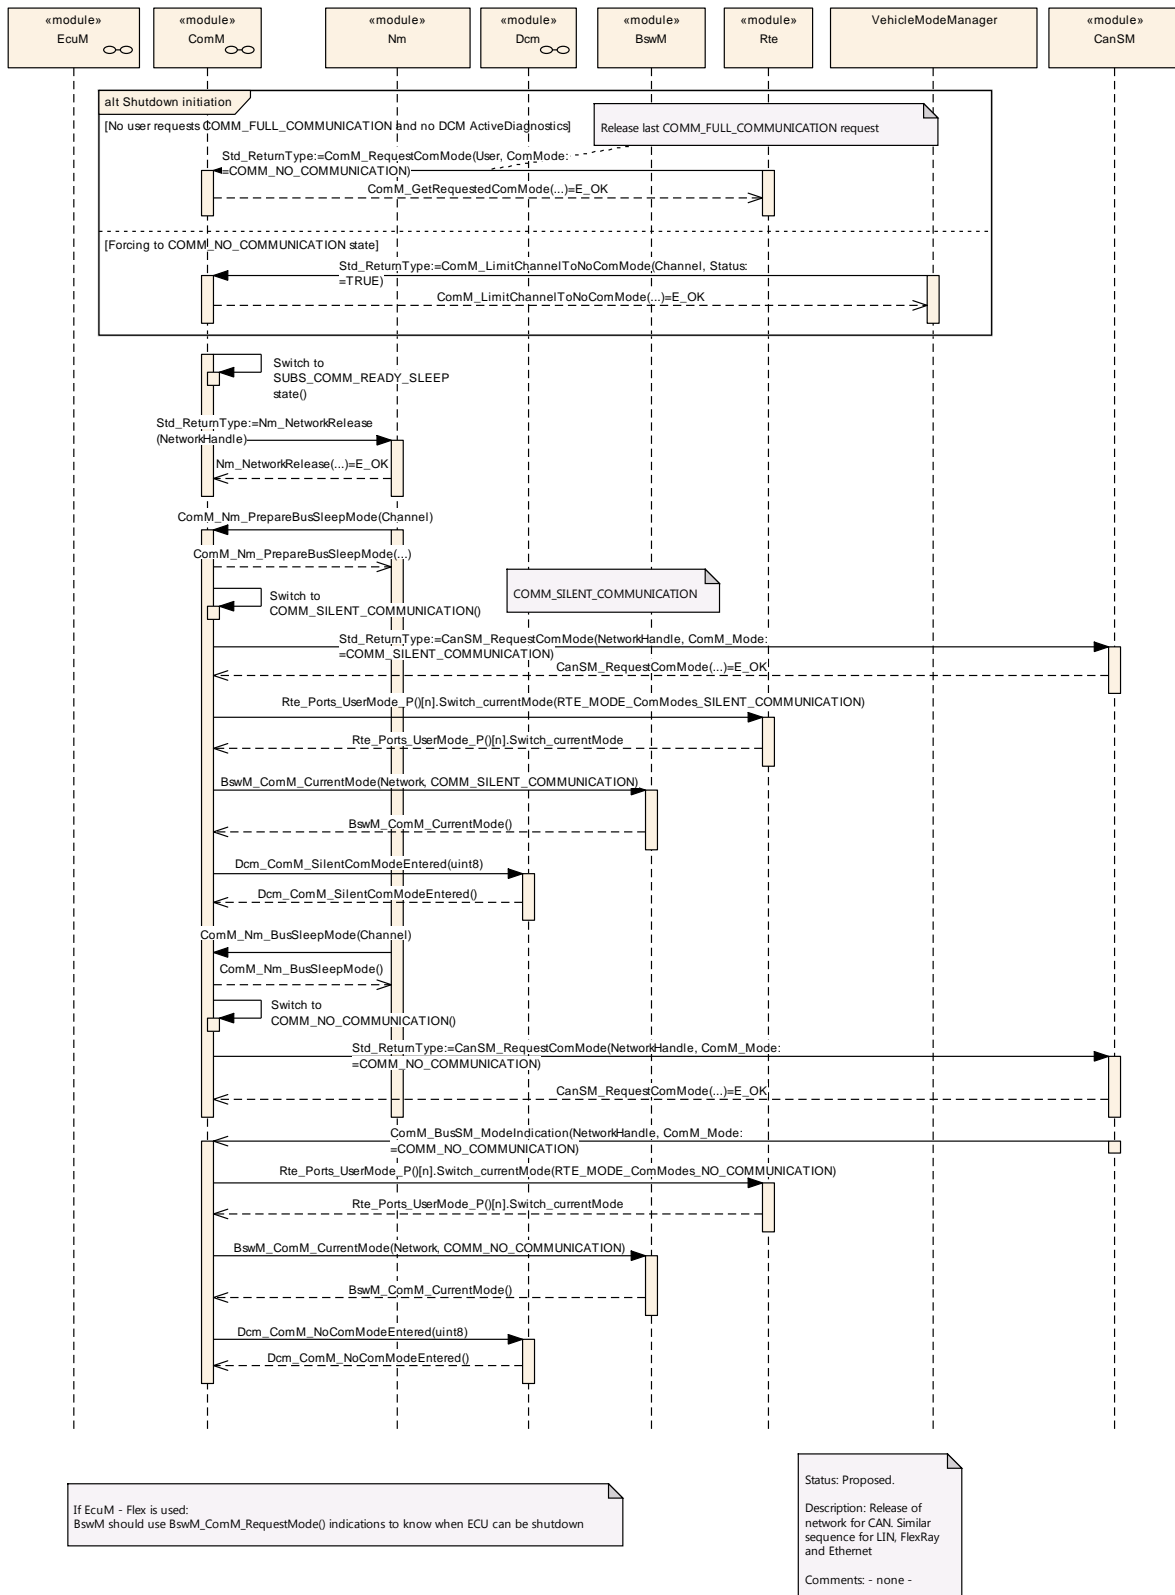 «module»
EcuM
«module»
ComM
«module»
Nm
«module»
Dcm
«module»
BswM
«module»
Rte
VehicleModeManager
«module»
CanSM
alt Shutdown initiation
[No user requests COMM_FULL_COMMUNICATION and no DCM ActiveDiagnostics]
Release last COMM_FULL_COMMUNICATION request
Std_ReturnType:=ComM_RequestComMode(User, ComMode:
=COMM_NO_COMMUNICATION)
ComM_GetRequestedComMode(...)=E_OK
[Forcing to COMM_NO_COMMUNICATION state]
Std_ReturnType:=ComM_LimitChannelToNoComMode(Channel, Status:
=TRUE)
ComM_LimitChannelToNoComMode(...)=E_OK
Switch to
SUBS_COMM_READY_SLEEP
state()
Std_ReturnType:=Nm_NetworkRelease
(NetworkHandle)
Nm_NetworkRelease(...)=E_OK
ComM_Nm_PrepareBusSleepMode(Channel)
ComM_Nm_PrepareBusSleepMode(...)
Switch to
COMM_SILENT_COMMUNICATION()
COMM_SILENT_COMMUNICATION
Std_ReturnType:=CanSM_RequestComMode(NetworkHandle, ComM_Mode:
=COMM_SILENT_COMMUNICATION)
CanSM_RequestComMode(...)=E_OK
Rte_Ports_UserMode_P()[n].Switch_currentMode(RTE_MODE_ComModes_SILENT_COMMUNICATION)
Rte_Ports_UserMode_P()[n].Switch_currentMode
BswM_ComM_CurrentMode(Network, COMM_SILENT_COMMUNICATION)
BswM_ComM_CurrentMode()
Dcm_ComM_SilentComModeEntered(uint8)
Dcm_ComM_SilentComModeEntered()
ComM_Nm_BusSleepMode(Channel)
ComM_Nm_BusSleepMode()
Switch to
COMM_NO_COMMUNICATION()
Std_ReturnType:=CanSM_RequestComMode(NetworkHandle, ComM_Mode:
=COMM_NO_COMMUNICATION)
CanSM_RequestComMode(...)=E_OK
ComM_BusSM_ModeIndication(NetworkHandle, ComM_Mode:
=COMM_NO_COMMUNICATION)
Rte_Ports_UserMode_P()[n].Switch_currentMode(RTE_MODE_ComModes_NO_COMMUNICATION)
Rte_Ports_UserMode_P()[n].Switch_currentMode
BswM_ComM_CurrentMode(Network, COMM_NO_COMMUNICATION)
BswM_ComM_CurrentMode()
Dcm_ComM_NoComModeEntered(uint8)
Dcm_ComM_NoComModeEntered()
If EcuM - Flex is used:
BswM should use BswM_ComM_RequestMode() indications to know when ECU can be shutdown
Status: Proposed.
Description: Release of
network for CAN. Similar
sequence for LIN, FlexRay
and Ethernet
Comments: - none -